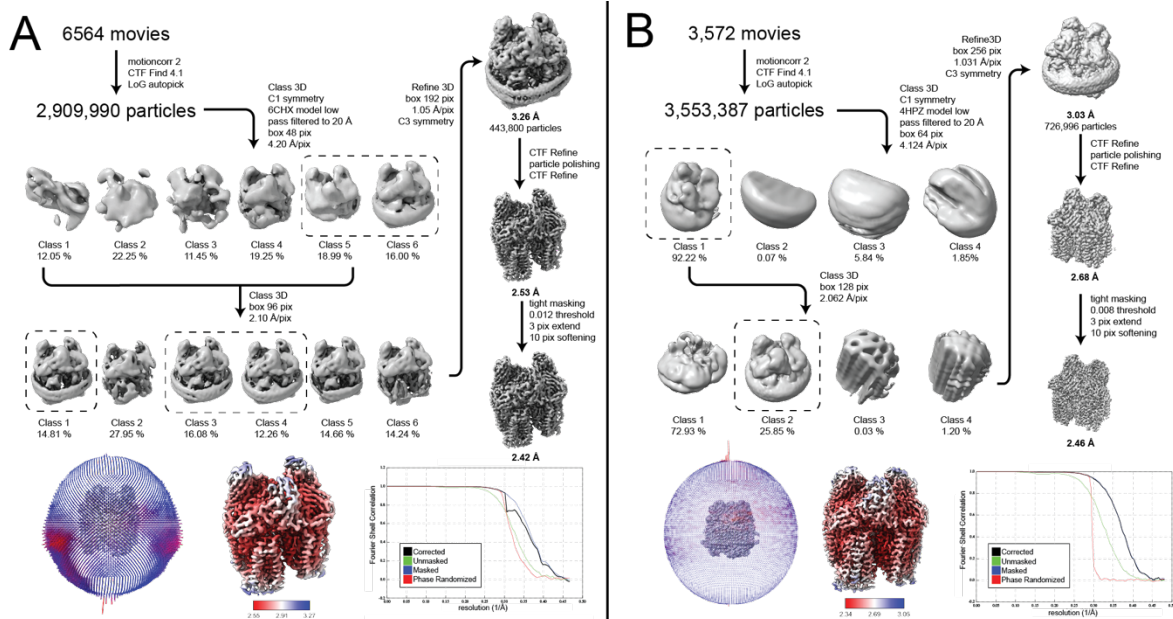 A
6564 movies
motioncorr 2
CTF Find 4.1
LoG autopick
2,909,990 particles
Class 3D
C1 symmetry
6CHX model low
pass filtered to 20 Å
box 48 pix
4.20 Å/pix
Class 1
12.05 %
Class 2
22.25 %
Class 3
11.45 %
Class 4
19.25 %
Class 5
18.99 %
Class 6
16.00 %
Class 3D
box 96 pix
2.10 Å/pix
Class 1
14.81 %
Class 2
27.95 %
Class 3
16.08 %
Class 4
12.26 %
Class 5
14.66 %
Class 6
14.24 %
Refine 3D
box 192 pix
1.05 Å/pix
C3 symmetry
3.26 Å
443,800 particles
CTF Refine
particle polishing
CTF Refine
2.53 Å
tight masking
0.012 threshold
3 pix extend
10 pix softening
2.42 Å
2.91
3.27
Fourier Shell Correlation
Corrected
Unmasked
Masked
Phase Randomized
resolution (1/Å)
B
3,572 movies
motioncorr 2
CTF Find 4.1
LoG autopick
3,553,387 particles
Class 3D
C1 symmetry
4HPZ model low
pass filtered to 20 Å
box 64 pix
4.124 Å/pix
Class 1
92.22 %
Class 2
0.07 %
Class 3
5.84 %
Class 4
1.85%
Class 3D
box 128 pix
2.062 Å/pix
Class 1
72.93 %
Class 2
25.85 %
Class 3
0.03 %
Class 4
1.20 %
Refine3D
box 256 pix
1.031 Å/pix
C3 symmetry
3.03 Å
726,996 particles
CTF Refine
particle polishing
CTF Refine
2.68 Å
tight masking
0.008 threshold
3 pix extend
10 pix softening
2.46 Å
2.34
2.69
3.05
Fourier Shell Correlation
Corrected
Unmasked
Masked
Phase Randomized
resolution (1/Å)